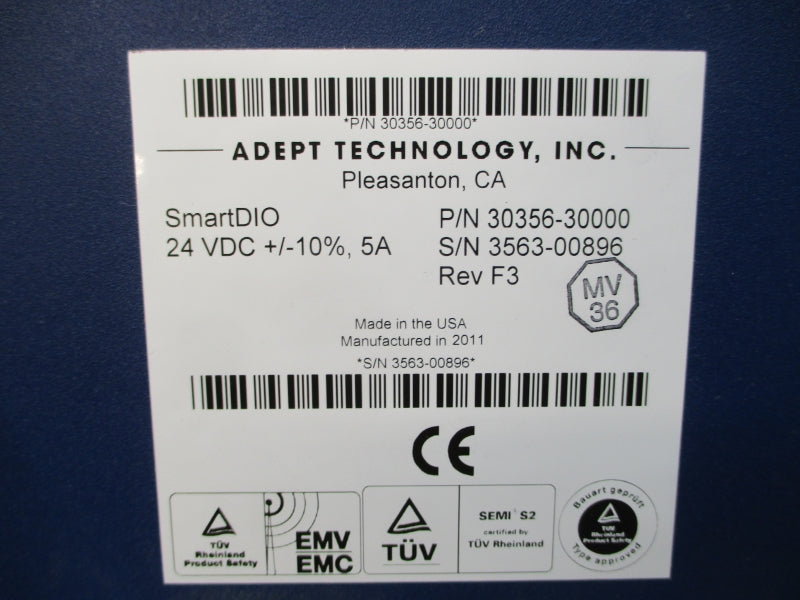 *P/N 30356-30000*
ADEPT TECHNOLOGY, INC.
Pleasanton, CA
SmartDIO P/N 30356-30000
24 VDC +/-10%, 5A S/N 3563-00896
Rev F3
MV
36
Made in the USA
Manufactured in 2011
*S/N 3563-00896*
CE
TÜV
Rheinland
Product Safety
EMV
EMC
TÜV
SEMI S2
certified by
TÜV Rheinland
Bauart geprüft
TÜV
Rheinland
Product Safety
Type approved